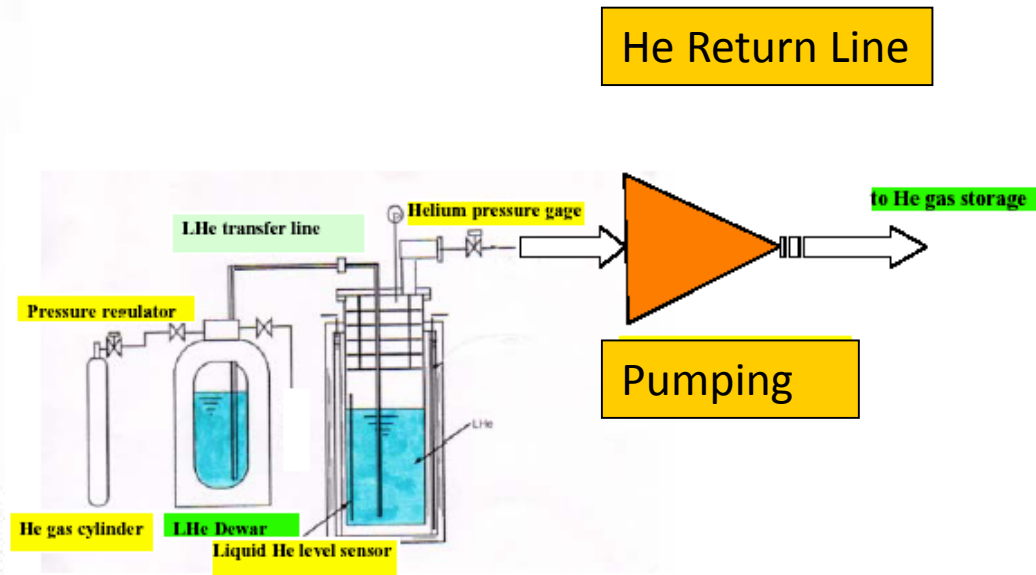 He Return Line
to He gas storage
Helium pressure gage
LHe transfer line
Pressure regulator
Pumping
LHe
He gas cylinder
LHe Dewar
Liquid He level sensor